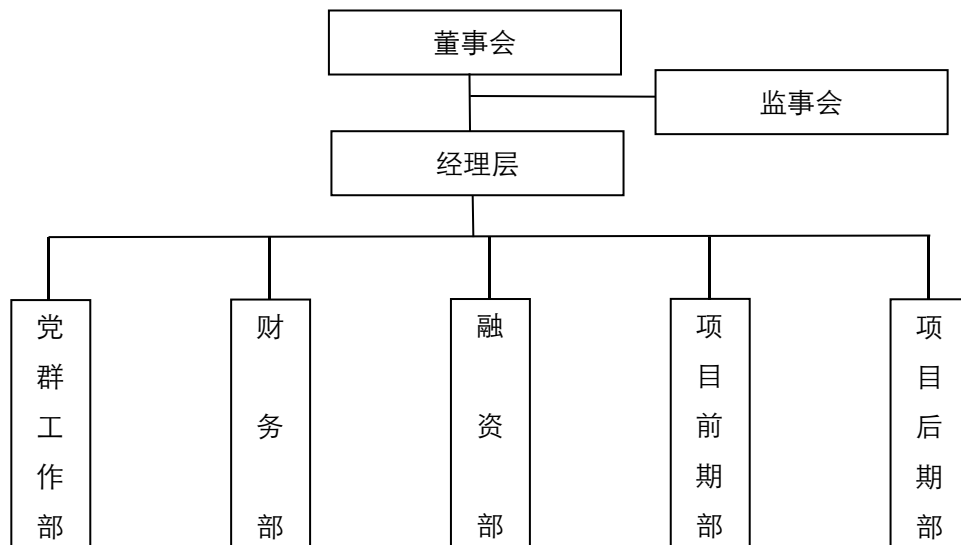 董事会
监事会
经理层
党群工作部
财务部
融资部
项目前期部
项目后期部